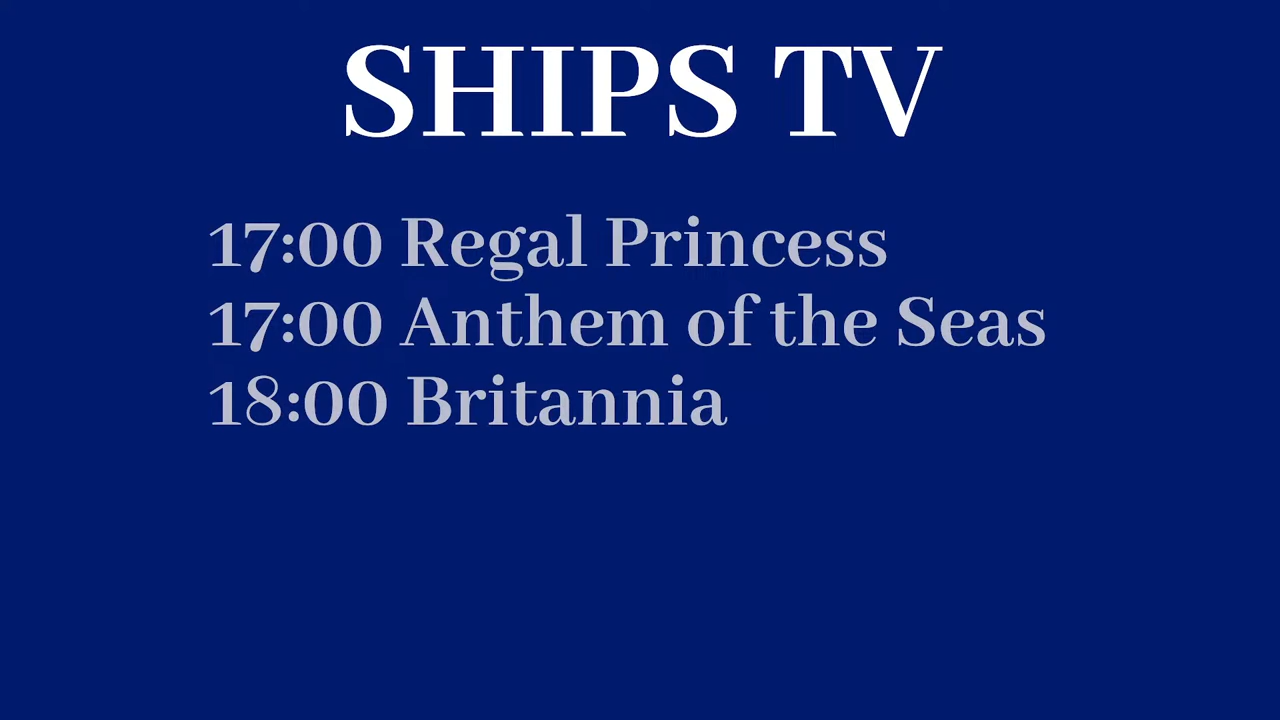 SHIPS TV
17:00 Regal Princess
17:00 Anthem of the Seas
18:00 Britannia